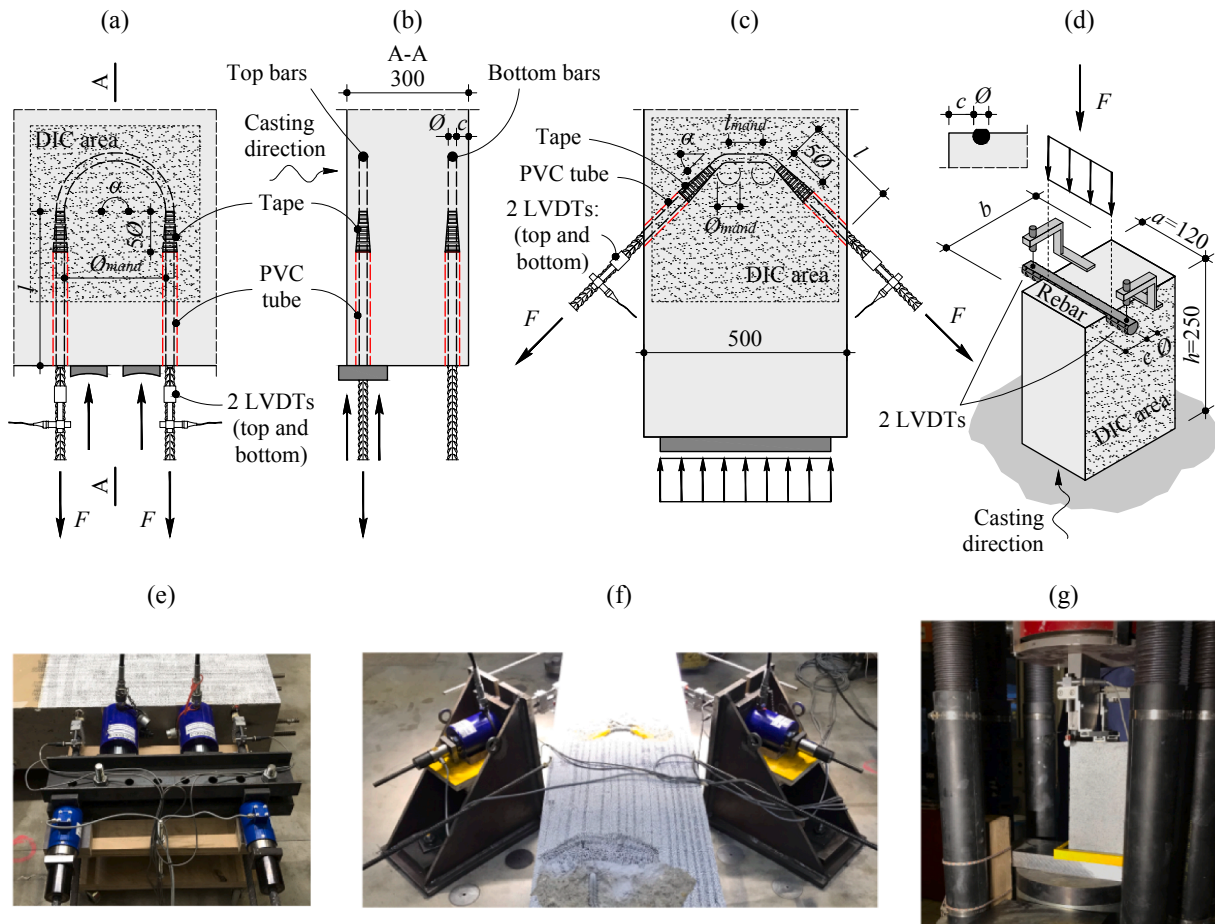 (a)
(b)
(c)
(d)
A
A-A
300
Top bars
Bottom bars
Casting
direction
Ø c
DIC area
α
5Ø
Ømand
l
Tape
PVC
tube
2 LVDTs
(top and
bottom)
A
F
F
lmand
α
5Ø
l
Tape
PVC tube
2 LVDTs:
(top and
bottom)
Ømand
DIC area
F
F
500
F
c Ø
b
a=120
Rebar
c Ø
h=250
2 LVDTs
DIC area
Casting
direction
(e)
(f)
(g)